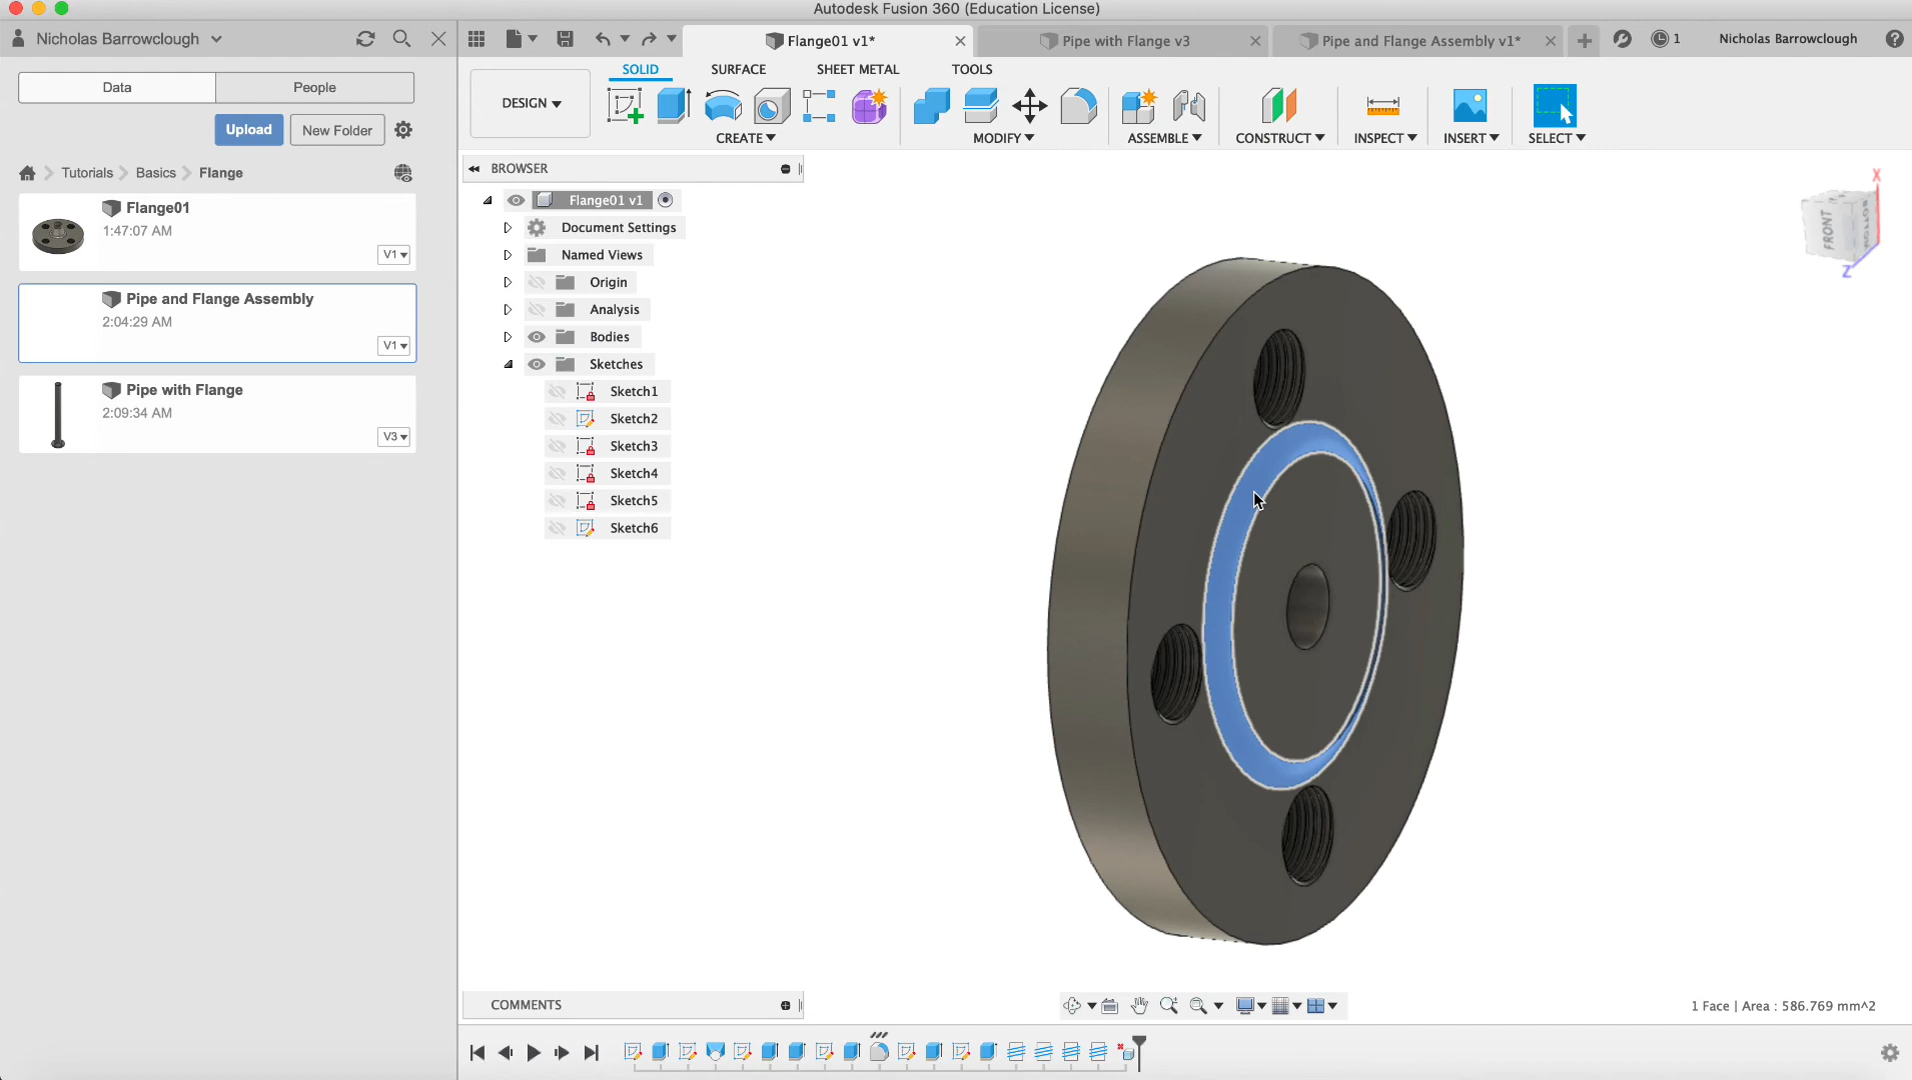 Autodesk Fusion 360 (Education License)
Nicholas Barrowclough
Flange01 v1*
Pipe with Flange v3
Pipe and Flange Assembly v1*
1
Nicholas Barrowclough
Data
People
SOLID
SURFACE
SHEET METAL
TOOLS
DESIGN
CREATE
MODIFY
ASSEMBLE
CONSTRUCT
INSPECT
INSERT
SELECT
Upload
New Folder
Tutorials
Basics
Flange
Flange01
1:47:07 AM
V1
Pipe and Flange Assembly
2:04:29 AM
V1
Pipe with Flange
2:09:34 AM
V3
BROWSER
Flange01 v1
Document Settings
Named Views
Origin
Analysis
Bodies
Sketches
Sketch1
Sketch2
Sketch3
Sketch4
Sketch5
Sketch6
X
FRONT
BOTTOM
Z
COMMENTS
1 Face | Area : 586.769 mm^2